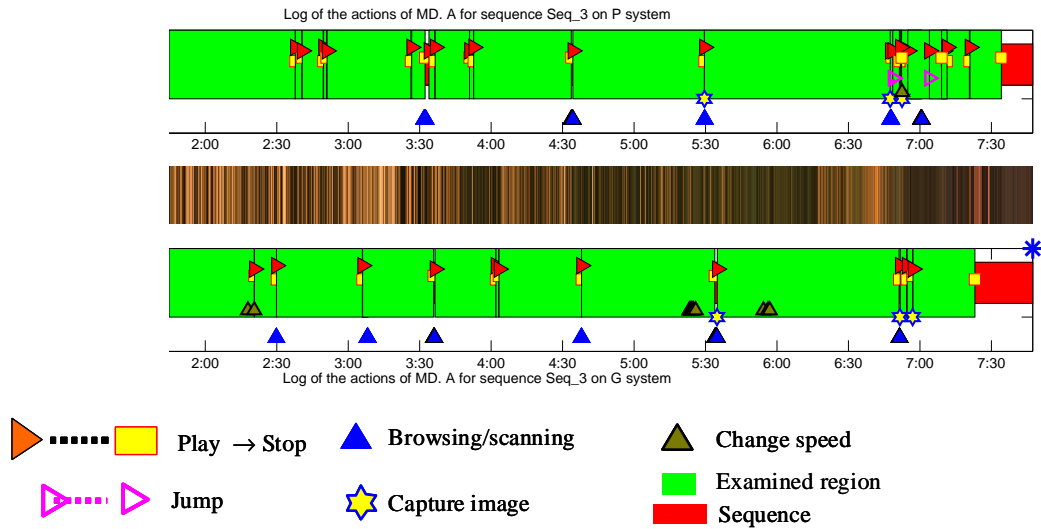 Log of the actions of MD. A for sequence Seq_3 on P system
2:00 2:30 3:00 3:30 4:00 4:30 5:00 5:30 6:00 6:30 7:00 7:30
2:00 2:30 3:00 3:30 4:00 4:30 5:00 5:30 6:00 6:30 7:00 7:30
Log of the actions of MD. A for sequence Seq_3 on G system
Play → Stop
Browsing/scanning
Change speed
Jump
Capture image
Examined region
Sequence